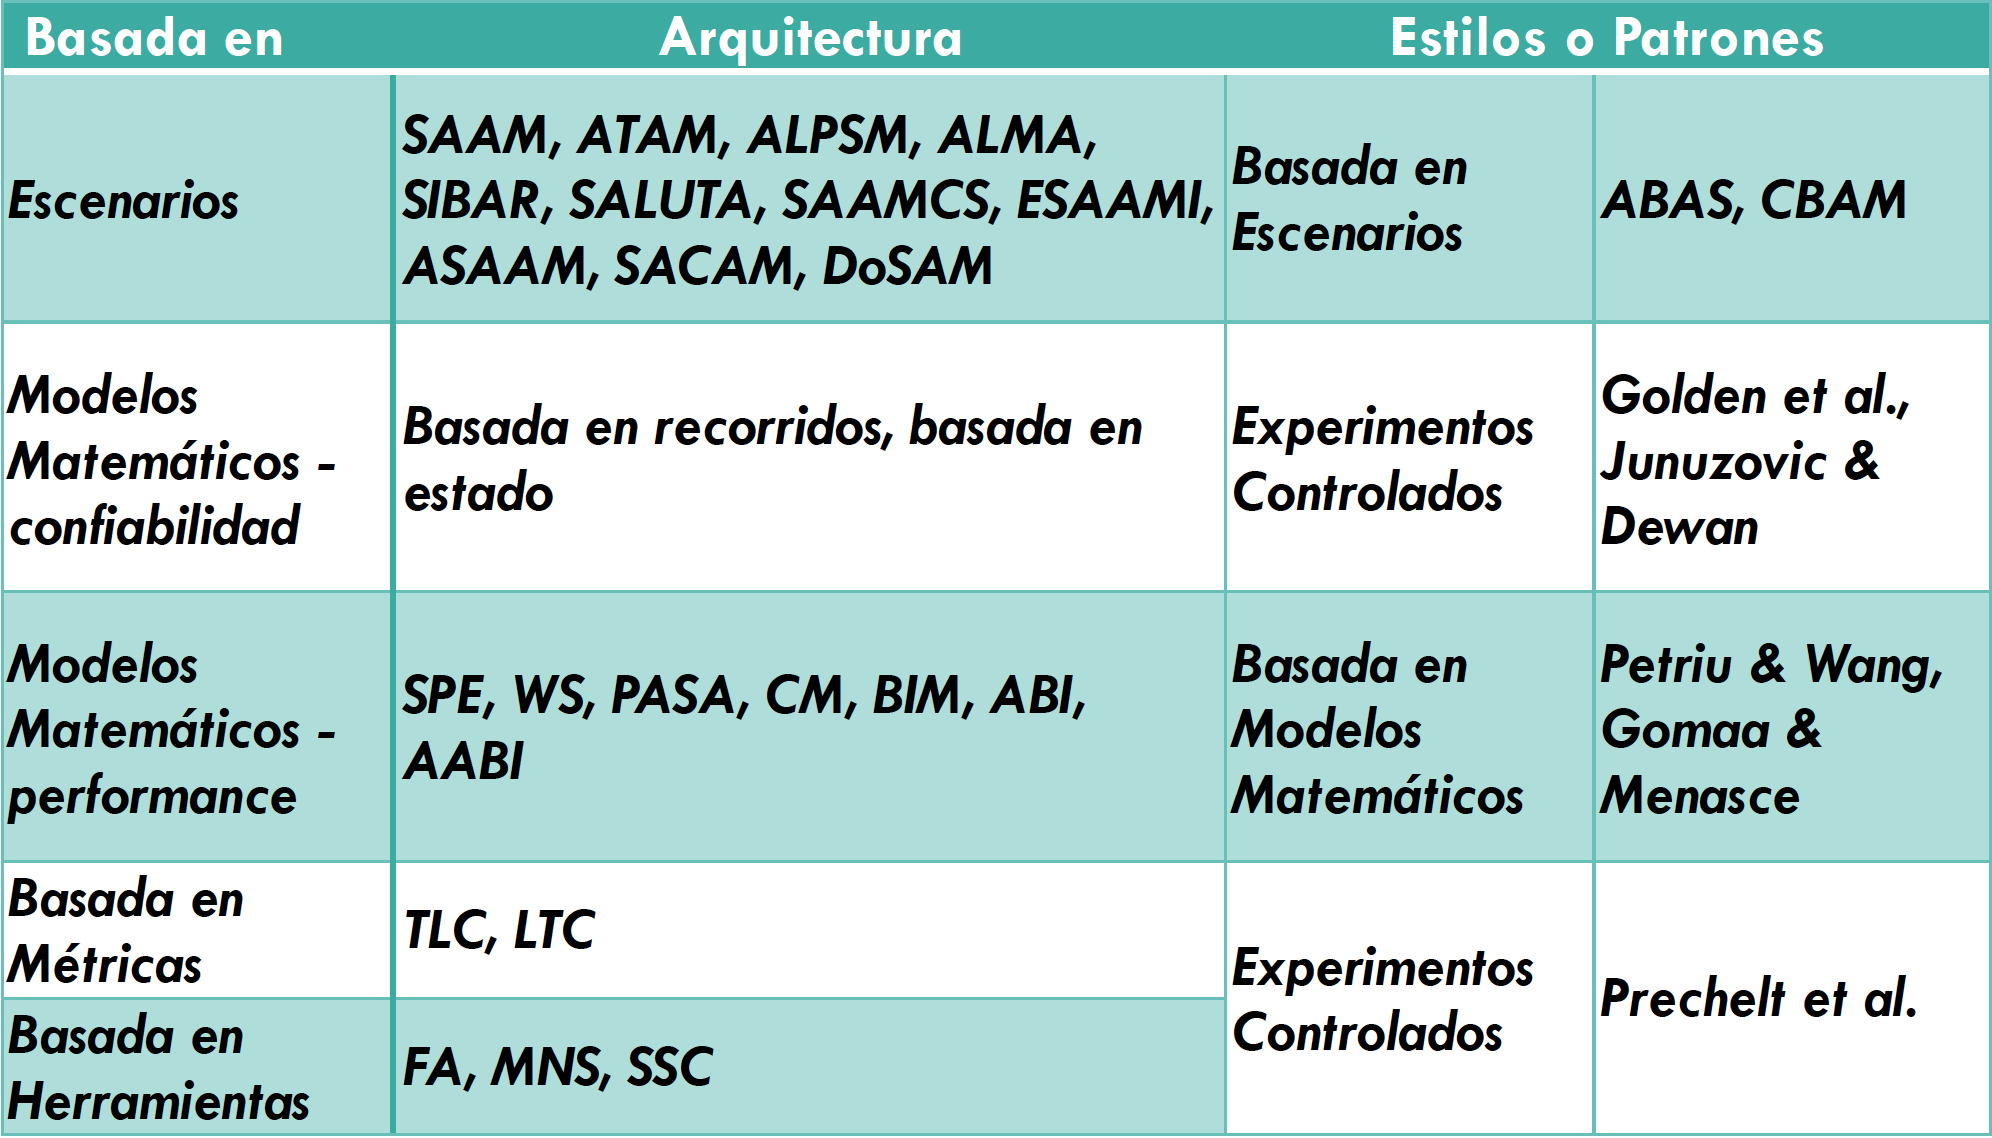 Basada en Arquitectura Estilos o Patrones
Escenarios
SAAM, ATAM, ALPSM, ALMA,
SIBAR, SALUTA, SAAMCS, ESAAMI,
ASAAM, SACAM, DoSAM
Basada en
Escenarios
ABAS, CBAM
Modelos
Matemáticos -
confiabilidad
Basada en recorridos, basada en
estado
Experimentos
Controlados
Golden et al.,
Junuzovic &
Dewan
Modelos
Matemáticos -
performance
SPE, WS, PASA, CM, BIM, ABI,
AABI
Basada en
Modelos
Matemáticos
Petriu & Wang,
Gomaa &
Menasce
Basada en
Métricas
TLC, LTC
Experimentos
Controlados
Prechelt et al.
Basada en
Herramientas
FA, MNS, SSC